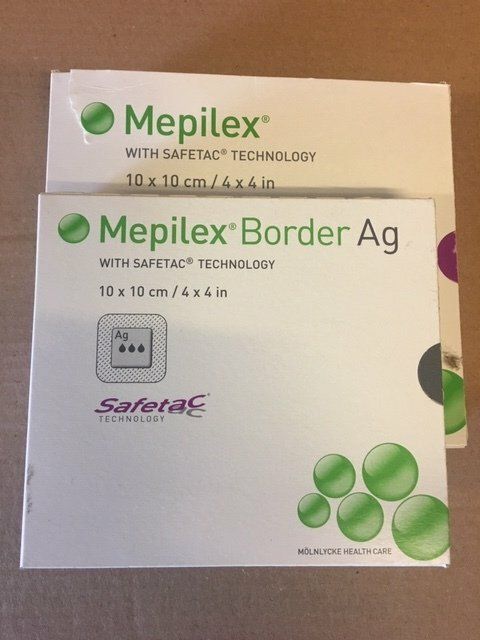 Mepilex®
WITH SAFETAC® TECHNOLOGY
10 x 10 cm / 4 x 4 in
Mepilex® Border Ag
WITH SAFETAC® TECHNOLOGY
10 x 10 cm / 4 x 4 in
Ag
Safetac®
TECHNOLOGY
MÖLNLYCKE HEALTH CARE